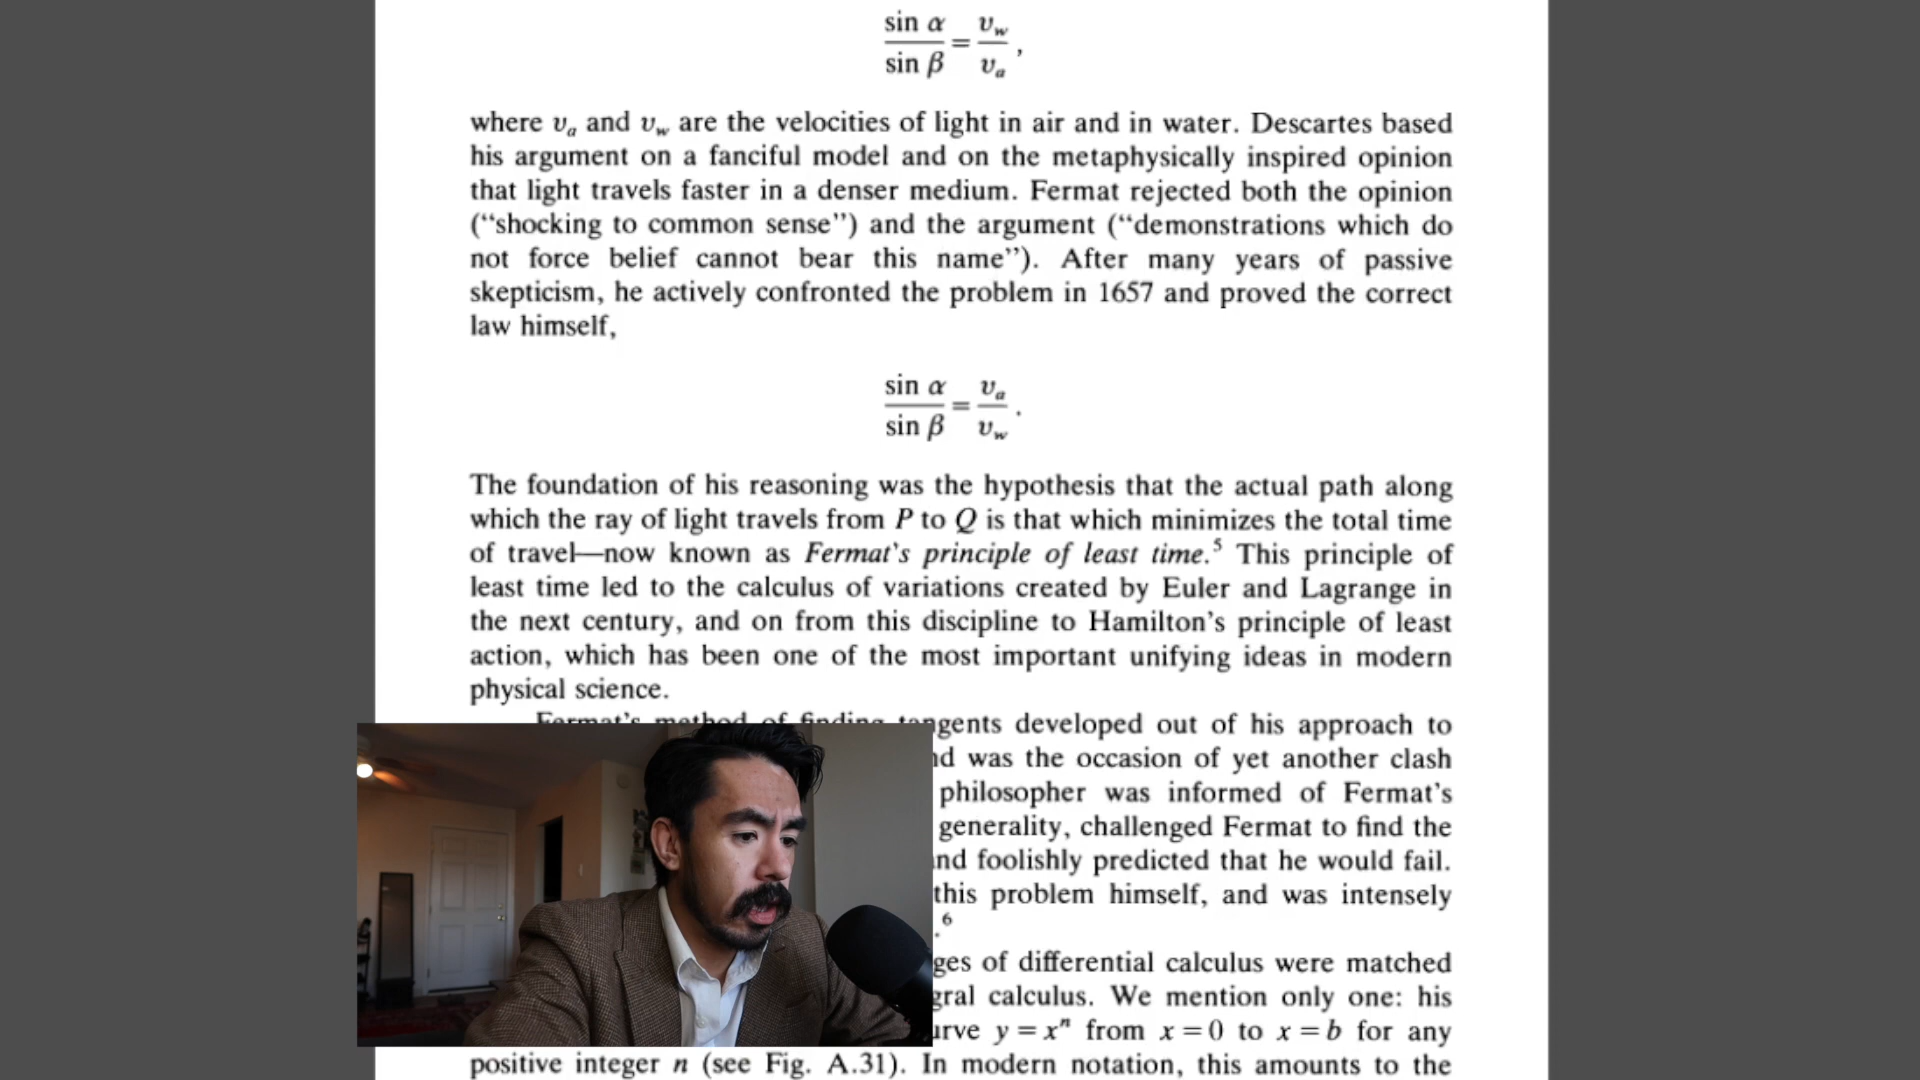 sin α / sin β = v_w / v_a ,
where v_a and v_w are the velocities of light in air and in water. Descartes based
his argument on a fanciful model and on the metaphysically inspired opinion
that light travels faster in a denser medium. Fermat rejected both the opinion
(“shocking to common sense”) and the argument (“demonstrations which do
not force belief cannot bear this name”). After many years of passive
skepticism, he actively confronted the problem in 1657 and proved the correct
law himself,
sin α / sin β = v_a / v_w .
The foundation of his reasoning was the hypothesis that the actual path along
which the ray of light travels from P to Q is that which minimizes the total time
of travel—now known as Fermat's principle of least time.⁵ This principle of
least time led to the calculus of variations created by Euler and Lagrange in
the next century, and on from this discipline to Hamilton's principle of least
action, which has been one of the most important unifying ideas in modern
physical science.
Fermat's method of finding tangents developed out of his approach to
was the occasion of yet another clash
philosopher was informed of Fermat's
generality, challenged Fermat to find the
foolishly predicted that he would fail.
this problem himself, and was intensely
.⁶
of differential calculus were matched
calculus. We mention only one: his
y = xⁿ from x = 0 to x = b for any
positive integer n (see Fig. A.31). In modern notation, this amounts to the